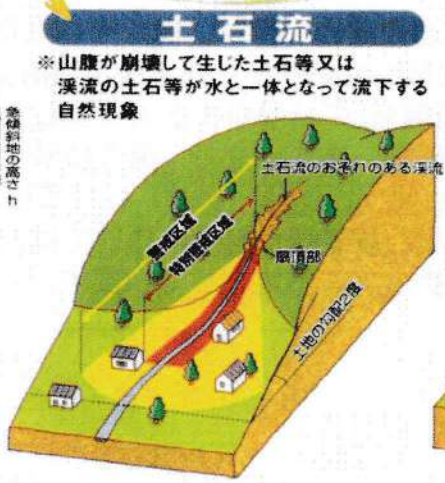 土石流
※山腹が崩壊して生じた土石等又は
渓流の土石等が水と一体となって流下する
自然現象
急傾斜地の高さh
土石流のおそれのある渓流
警戒区域
特別警戒区域
扇頂部
土地の勾配2度